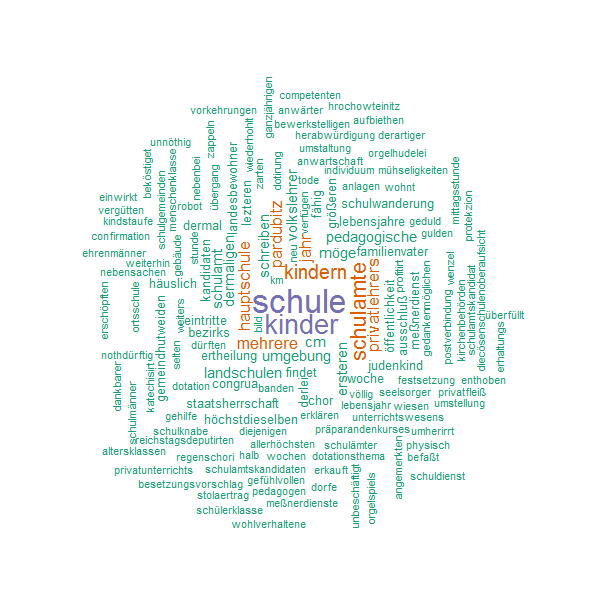 competenten
ganzjährigen
vorkehrungen
anwärter
hrochowteinitz
aufbiethen
bewerkstelligen
herabwürdigung
derartiger
unnöthig
zappeln
wiederhohlt
umstaltung
orgelhudelei
anwartschaft
zarten
dotirung
tode
individuum
mühseligkeiten
beköstiget
menschenklasse
nebenbei
übergang
landesbewohner
volkslehrer
verfügen
fähig
größeren
anlagen
wohnt
mittagsstunde
protekzion
einwirkt
vergütten
kindstaufe
schulgemeinden
robot
lezteren
schreiben
pardubitz
neu
jahr
schulwanderung
lebensjahre
geduld
gulden
confirmation
dermal
pedagogische
ehrenmänner
gebäude
stunde
kandidaten
schulamt
dermaligen
hauptschule
möge
familienvater
weiterhin
nebensachen
häuslich
km
kindern
schulamte
privatlehrers
öffentlichkeit
ausschluß
profitirt
meßnerdienst
gedankenmöglichen
postverbindung
wenzel
kirchenbehörden
schulamtskandidat
diecösenschulenoberaufsicht
erschöpften
ortsschule
schule
kinder
überfüllt
erhaltungs
weiters
eintritte
bezirks
bild
mehrere
cm
nothdürftig
selten
dürften
ertheilung
umgebung
gemeindhutweiden
judenkind
dankbarer
katechisirt
landschulen
findet
ersteren
woche
festsetzung
enthoben
dotation
congrua
banden
derlei
völlig
seelsorger
privatfleiß
schulmänner
staatsherrschaft
chor
lebensjahr
wiesen
umstellung
gehilfe
höchstdieselben
erklären
unterrichtswesens
schulknabe
diejenigen
präparandenkurses
umherirrt
reichstagsdeputirten
allerhöchsten
schulämter
physisch
altersklassen
regenschori
halb
wochen
dotationsthema
befaßt
privatunterrichts
schulamtskandidaten
erkauft
unbeschäftigt
angemerkten
schuldienst
besetzungsvorschlag
gefühlvollen
dorfe
stolaertrag
pedagogen
orgelspiels
schülerklasse
meßnerdienste
wohlverhaltene